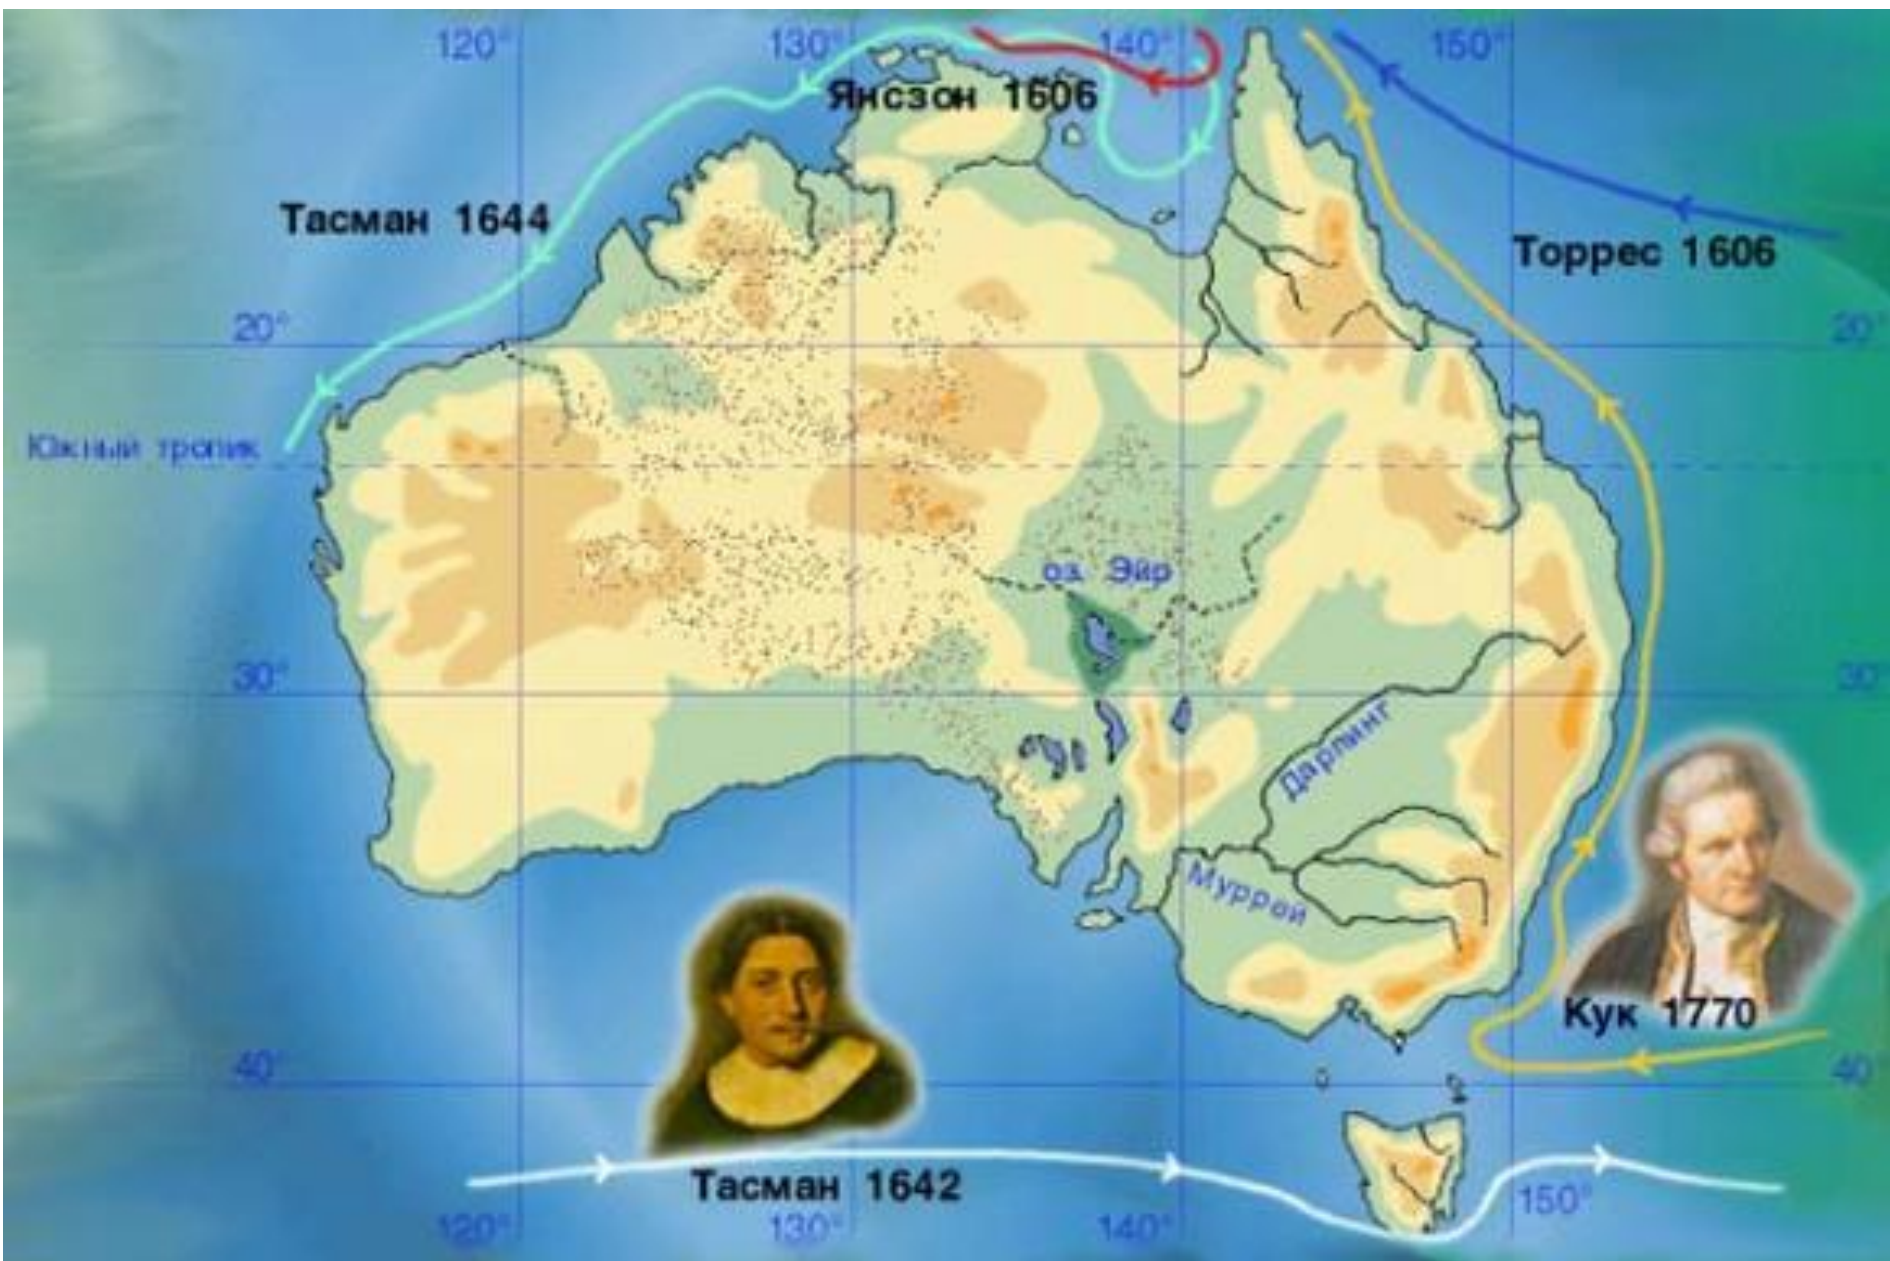 120° 130° 140° 150°
Янсзон 1606
Тасман 1644
Торрес 1606
20° 20°
Южный тропик
оз. Эйр
30° 30°
Дарлинг
Муррой
Кук 1770
40° 40
Тасман 1642
150°
120° 130° 140°